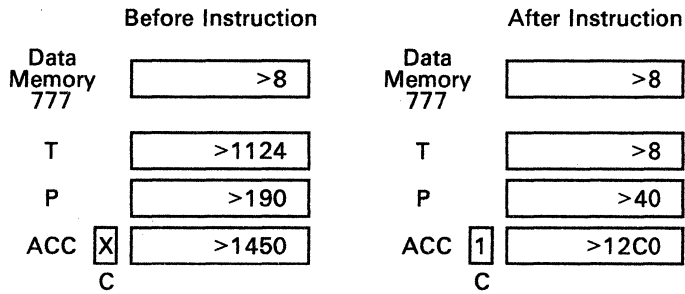 Before Instruction After Instruction
Data Memory 777 >8 Data Memory 777 >8
T >1124 T >8
P >190 P >40
ACC X >1450 ACC 1 >12C0
C C